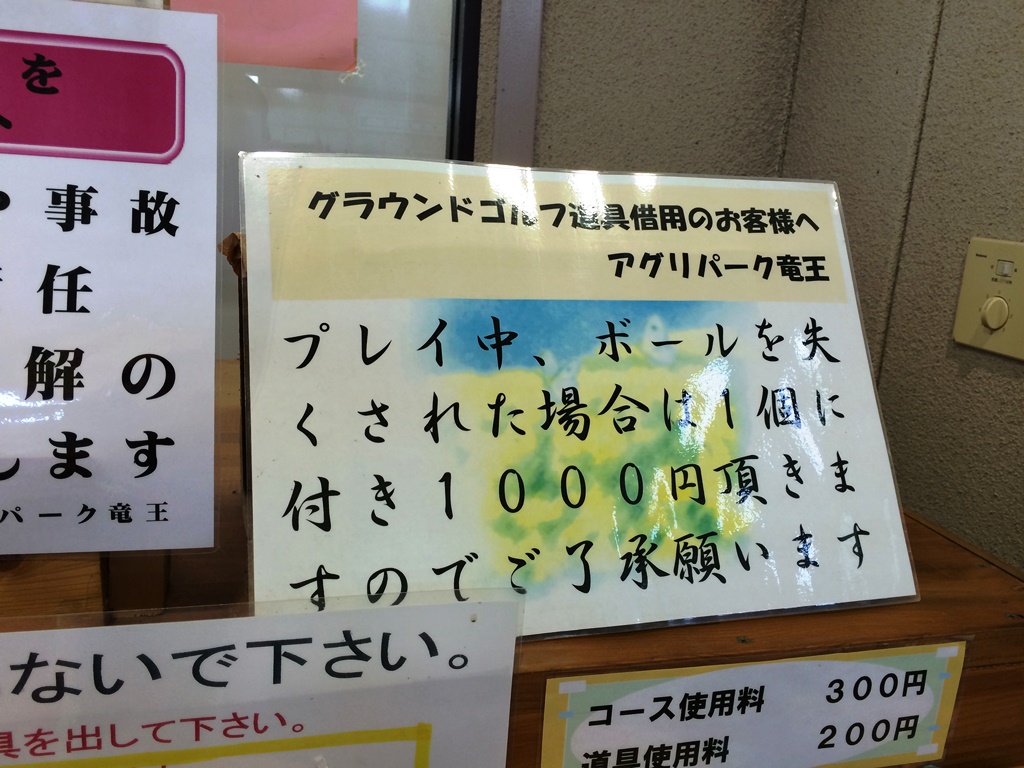 を
へ
事故
任
解の
します
パーク竜王
グラウンドゴルフ道具借用のお客様へ
アグリパーク竜王
プレイ中、ボールを失
くされた場合は1個に
付き1000円頂きま
すのでご了承願います
ないで下さい。
具を出して下さい。
コース使用料 300円
道具使用料 200円